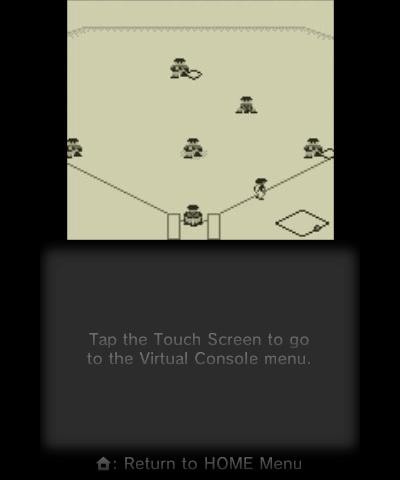 Tap the Touch Screen to go
to the Virtual Console menu.
: Return to HOME Menu